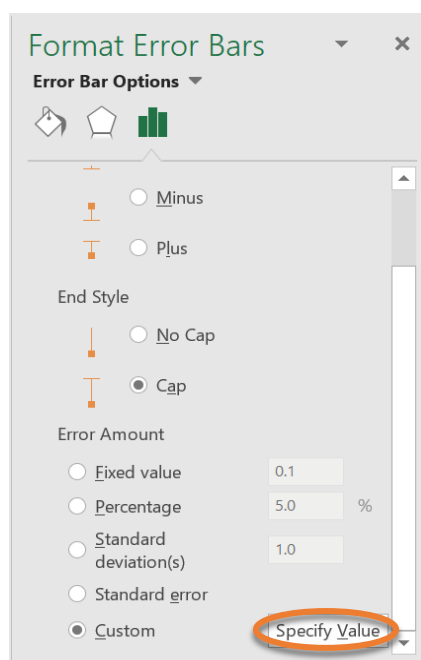 Format Error Bars
Error Bar Options
Minus
Plus
End Style
No Cap
Cap
Error Amount
Fixed value 0.1
Percentage 5.0 %
Standard
deviation(s) 1.0
Standard error
Custom Specify Value